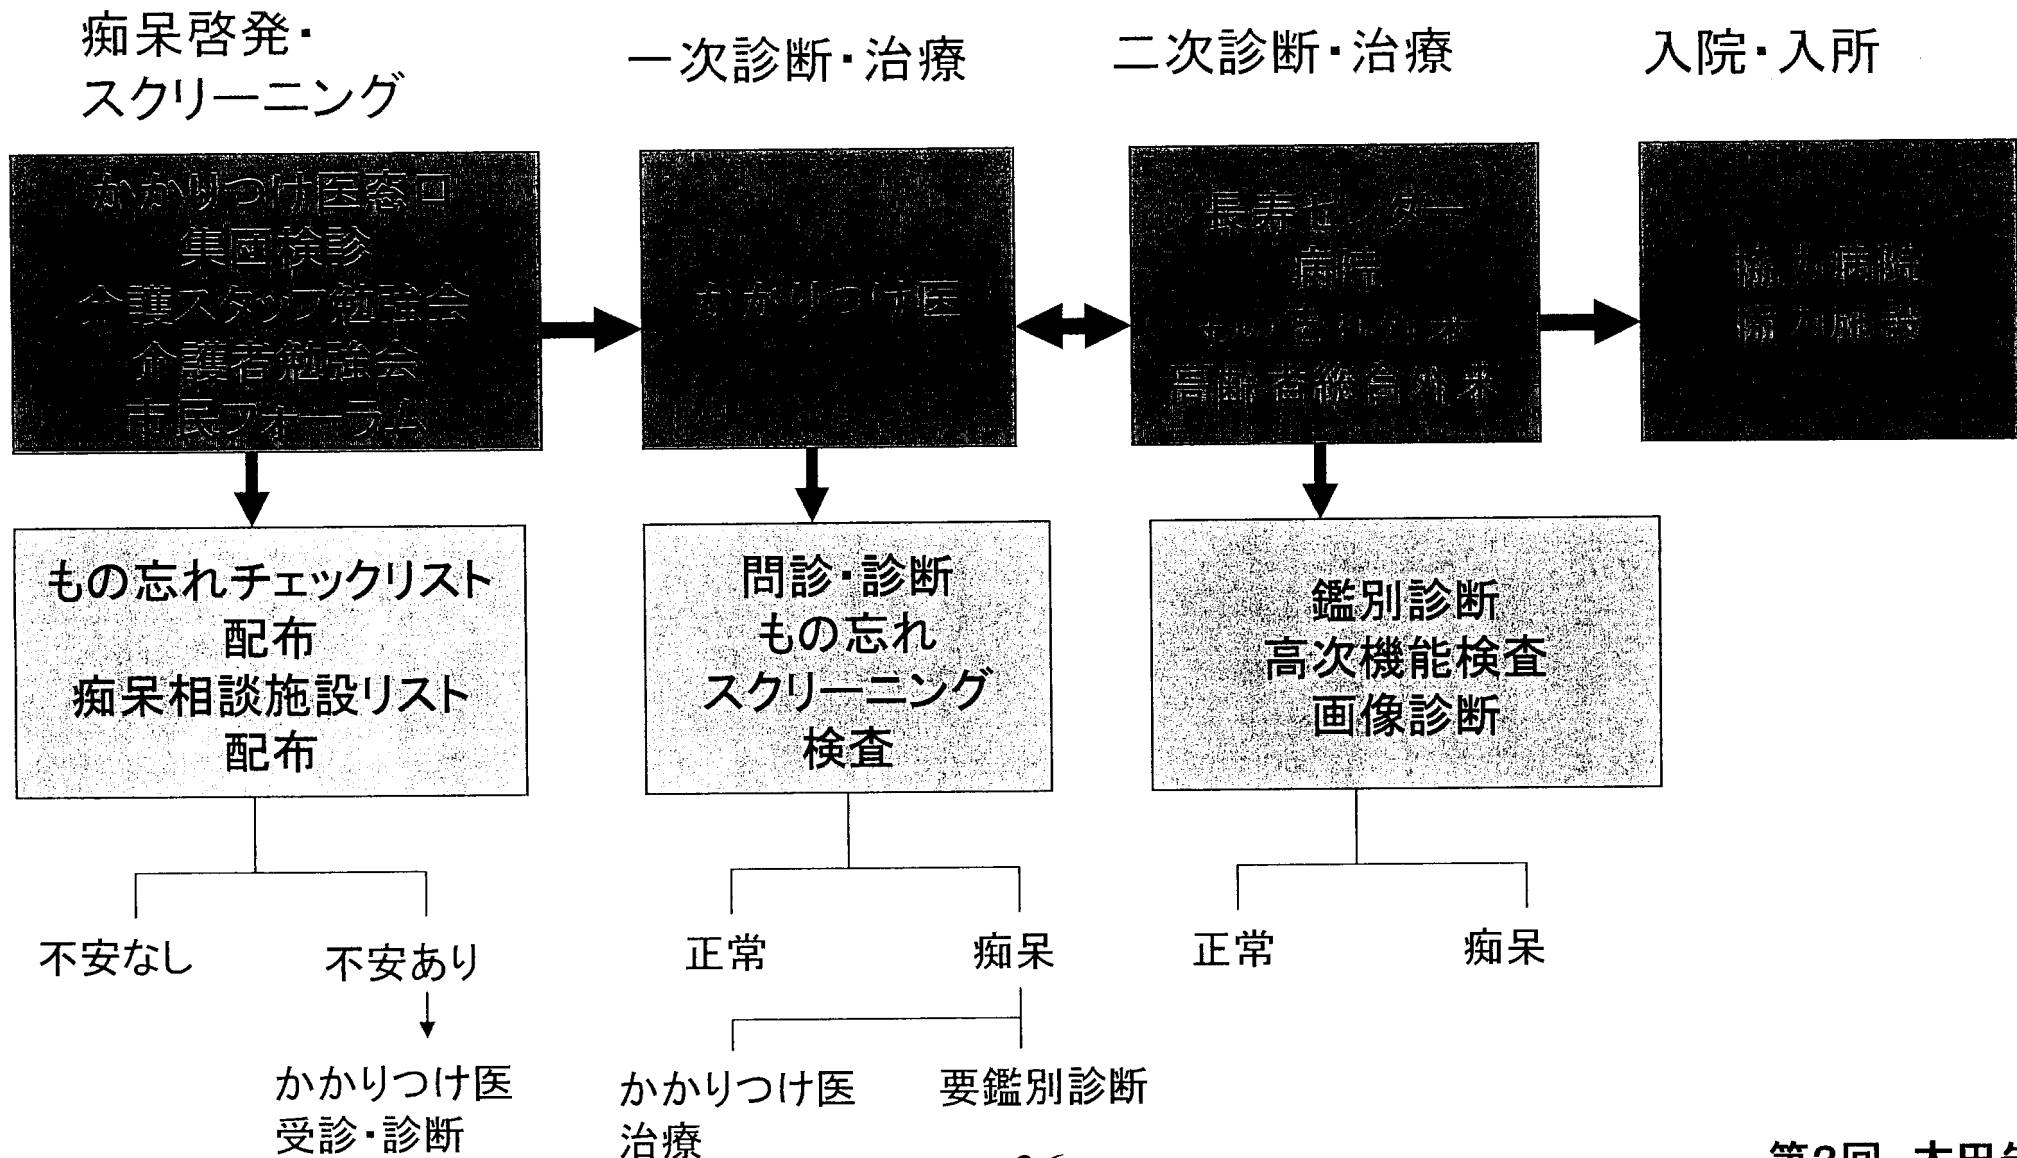 痴呆啓発・
スクリーニング
一次診断・治療
二次診断・治療
入院・入所
かかりつけ医窓口
集団検診
介護スタッフ勉強会
介護者勉強会
市民フォーラム
かかりつけ医
長寿センター
病院
もの忘れ外来
高齢者総合外来
協力病院
協力施設
もの忘れチェックリスト
配布
痴呆相談施設リスト
配布
問診・診断
もの忘れ
スクリーニング
検査
鑑別診断
高次機能検査
画像診断
不安なし
不安あり
正常
痴呆
正常
痴呆
かかりつけ医
受診・診断
かかりつけ医
治療
要鑑別診断